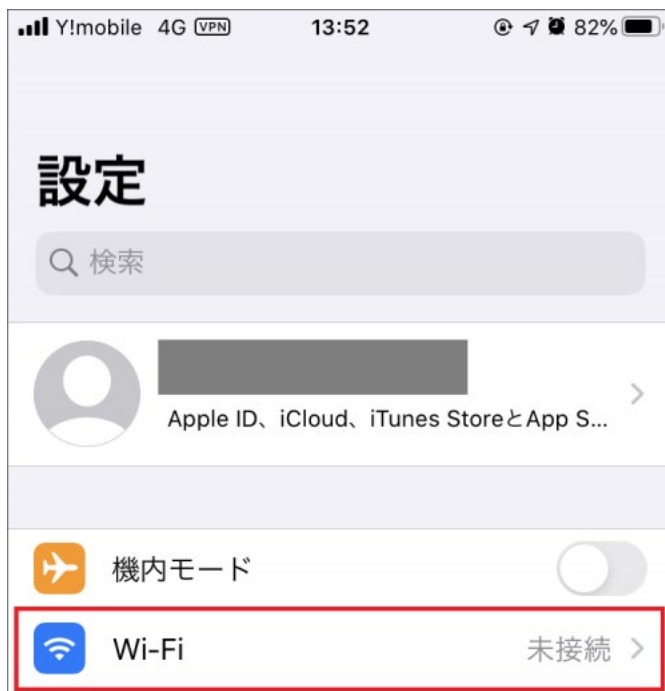 Y!mobile 4G VPN 13:52 82%
設定
検索
Apple ID、iCloud、iTunes StoreとApp S...
機内モード
Wi-Fi 未接続